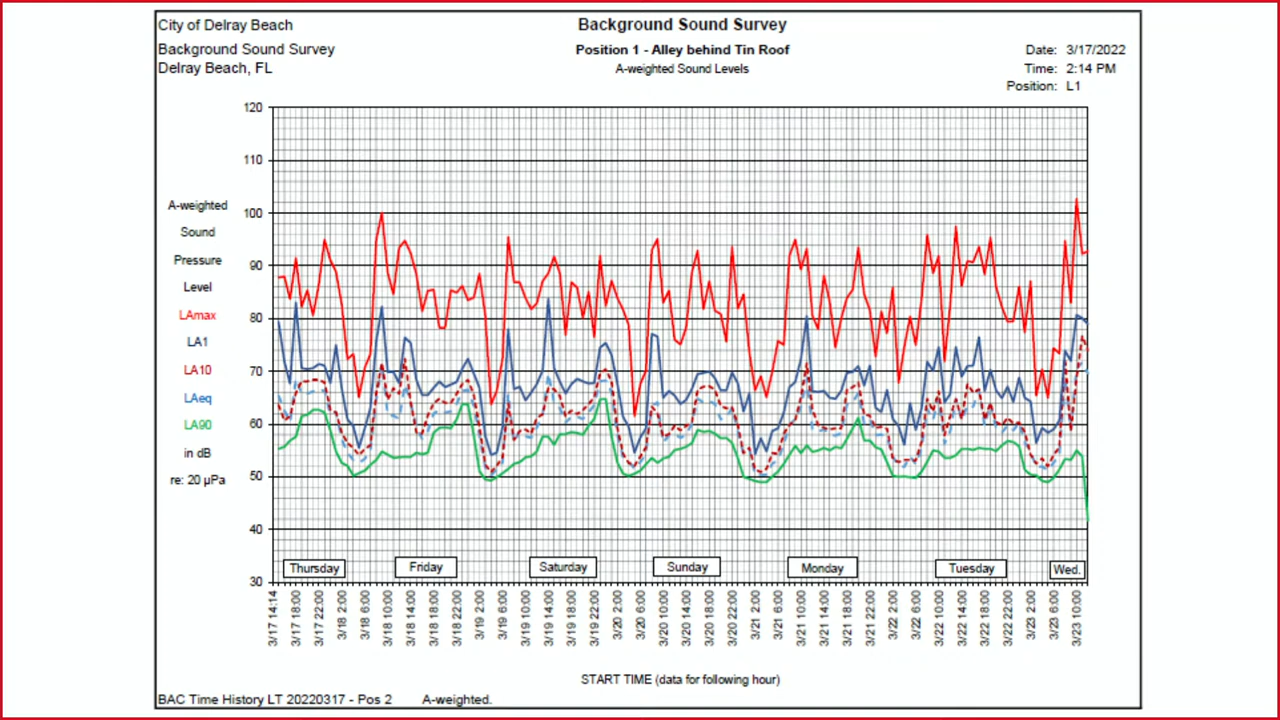 City of Delray Beach
Background Sound Survey
Background Sound Survey
Position 1 - Alley behind Tin Roof
Date: 3/17/2022
Delray Beach, FL
A-weighted Sound Levels
Time: 2:14 PM
Position: L1
120
110
100
90
80
70
60
50
40
30
A-weighted
Sound
Pressure
Level
LAmax
LA1
LA10
LAeq
LA90
in dB
re: 20 µPa
Thursday
Friday
Saturday
Sunday
Monday
Tuesday
Wed.
3/17 14:14
3/17 18:00
3/17 22:00
3/18 2:00
3/18 6:00
3/18 10:00
3/18 14:00
3/18 18:00
3/18 22:00
3/19 2:00
3/19 6:00
3/19 10:00
3/19 14:00
3/19 18:00
3/19 22:00
3/20 2:00
3/20 6:00
3/20 10:00
3/20 14:00
3/20 18:00
3/20 22:00
3/21 2:00
3/21 6:00
3/21 10:00
3/21 14:00
3/21 18:00
3/21 22:00
3/22 2:00
3/22 6:00
3/22 10:00
3/22 14:00
3/22 18:00
3/22 22:00
3/23 2:00
3/23 6:00
3/23 10:00
START TIME (data for following hour)
BAC Time History LT 20220317 - Pos 2 A-weighted.